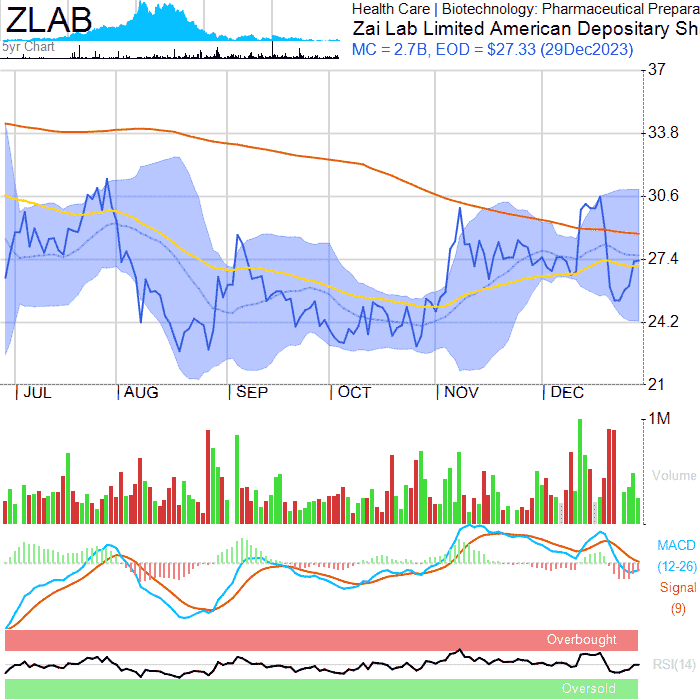 ZLAB
5yr Chart
Health Care | Biotechnology: Pharmaceutical Prepara
Zai Lab Limited American Depositary Sh
MC = 2.7B, EOD = $27.33 (29Dec2023)
37
33.8
30.6
27.4
24.2
21
JUL AUG SEP OCT NOV DEC
1M
Volume
MACD
(12-26)
Signal
(9)
Overbought
RSI(14)
Oversold